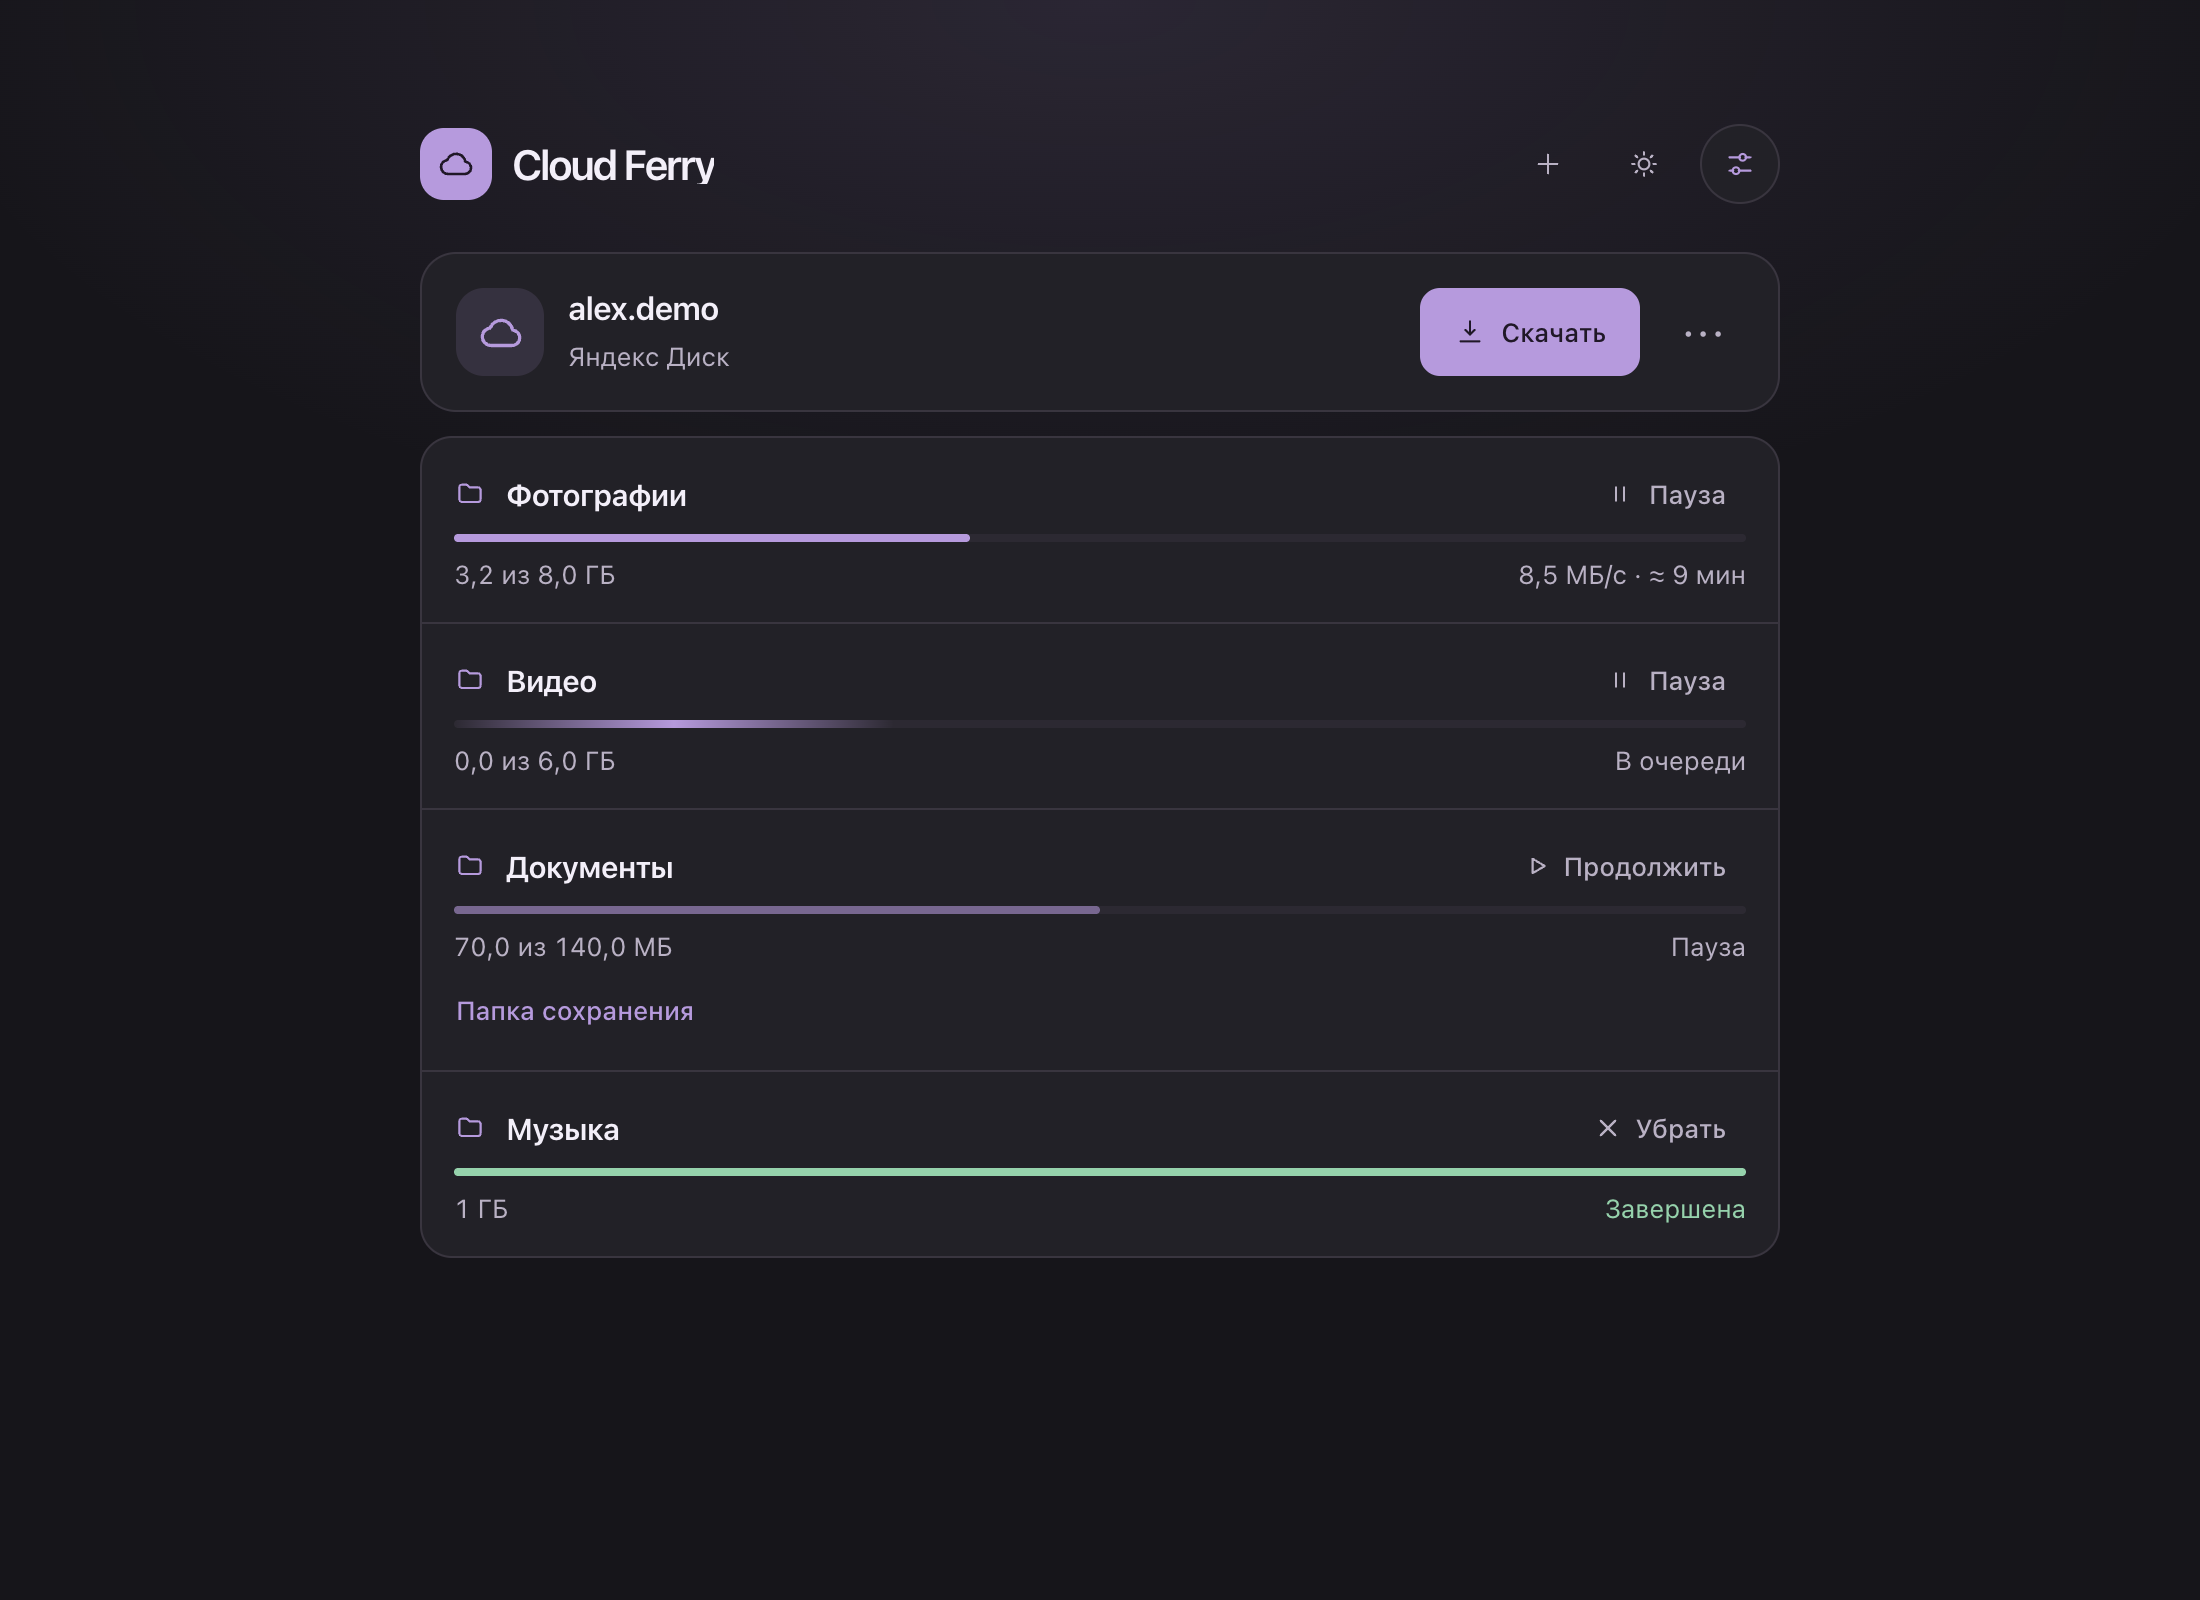 Cloud Ferry
alex.demo
Яндекс Диск
Скачать
Фотографии
Пауза
3,2 из 8,0 ГБ
8,5 МБ/с · ≈ 9 мин
Видео
Пауза
0,0 из 6,0 ГБ
В очереди
Документы
Продолжить
70,0 из 140,0 МБ
Пауза
Папка сохранения
Музыка
Убрать
1 ГБ
Завершена